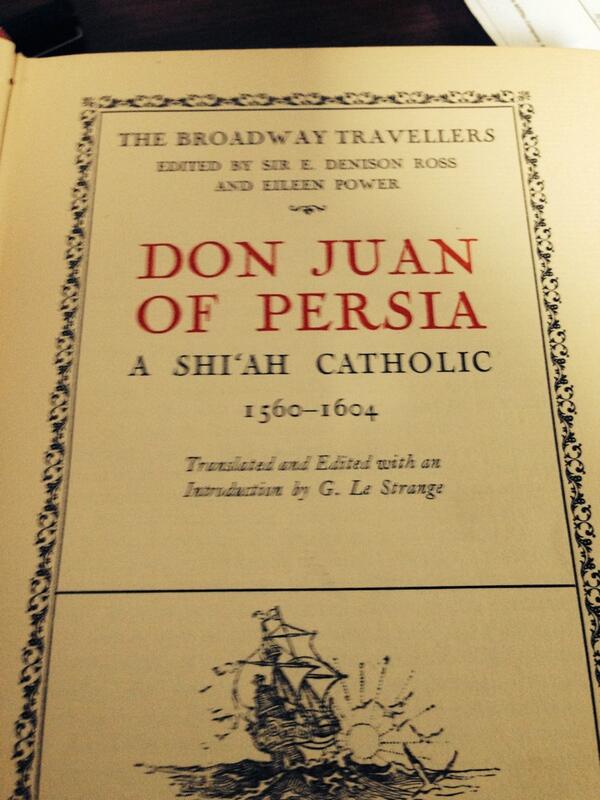 THE BROADWAY TRAVELLERS
EDITED BY SIR E. DENISON ROSS
AND EILEEN POWER
DON JUAN
OF PERSIA
A SHI‘AH CATHOLIC
1560–1604
Translated and Edited with an
Introduction by G. Le Strange